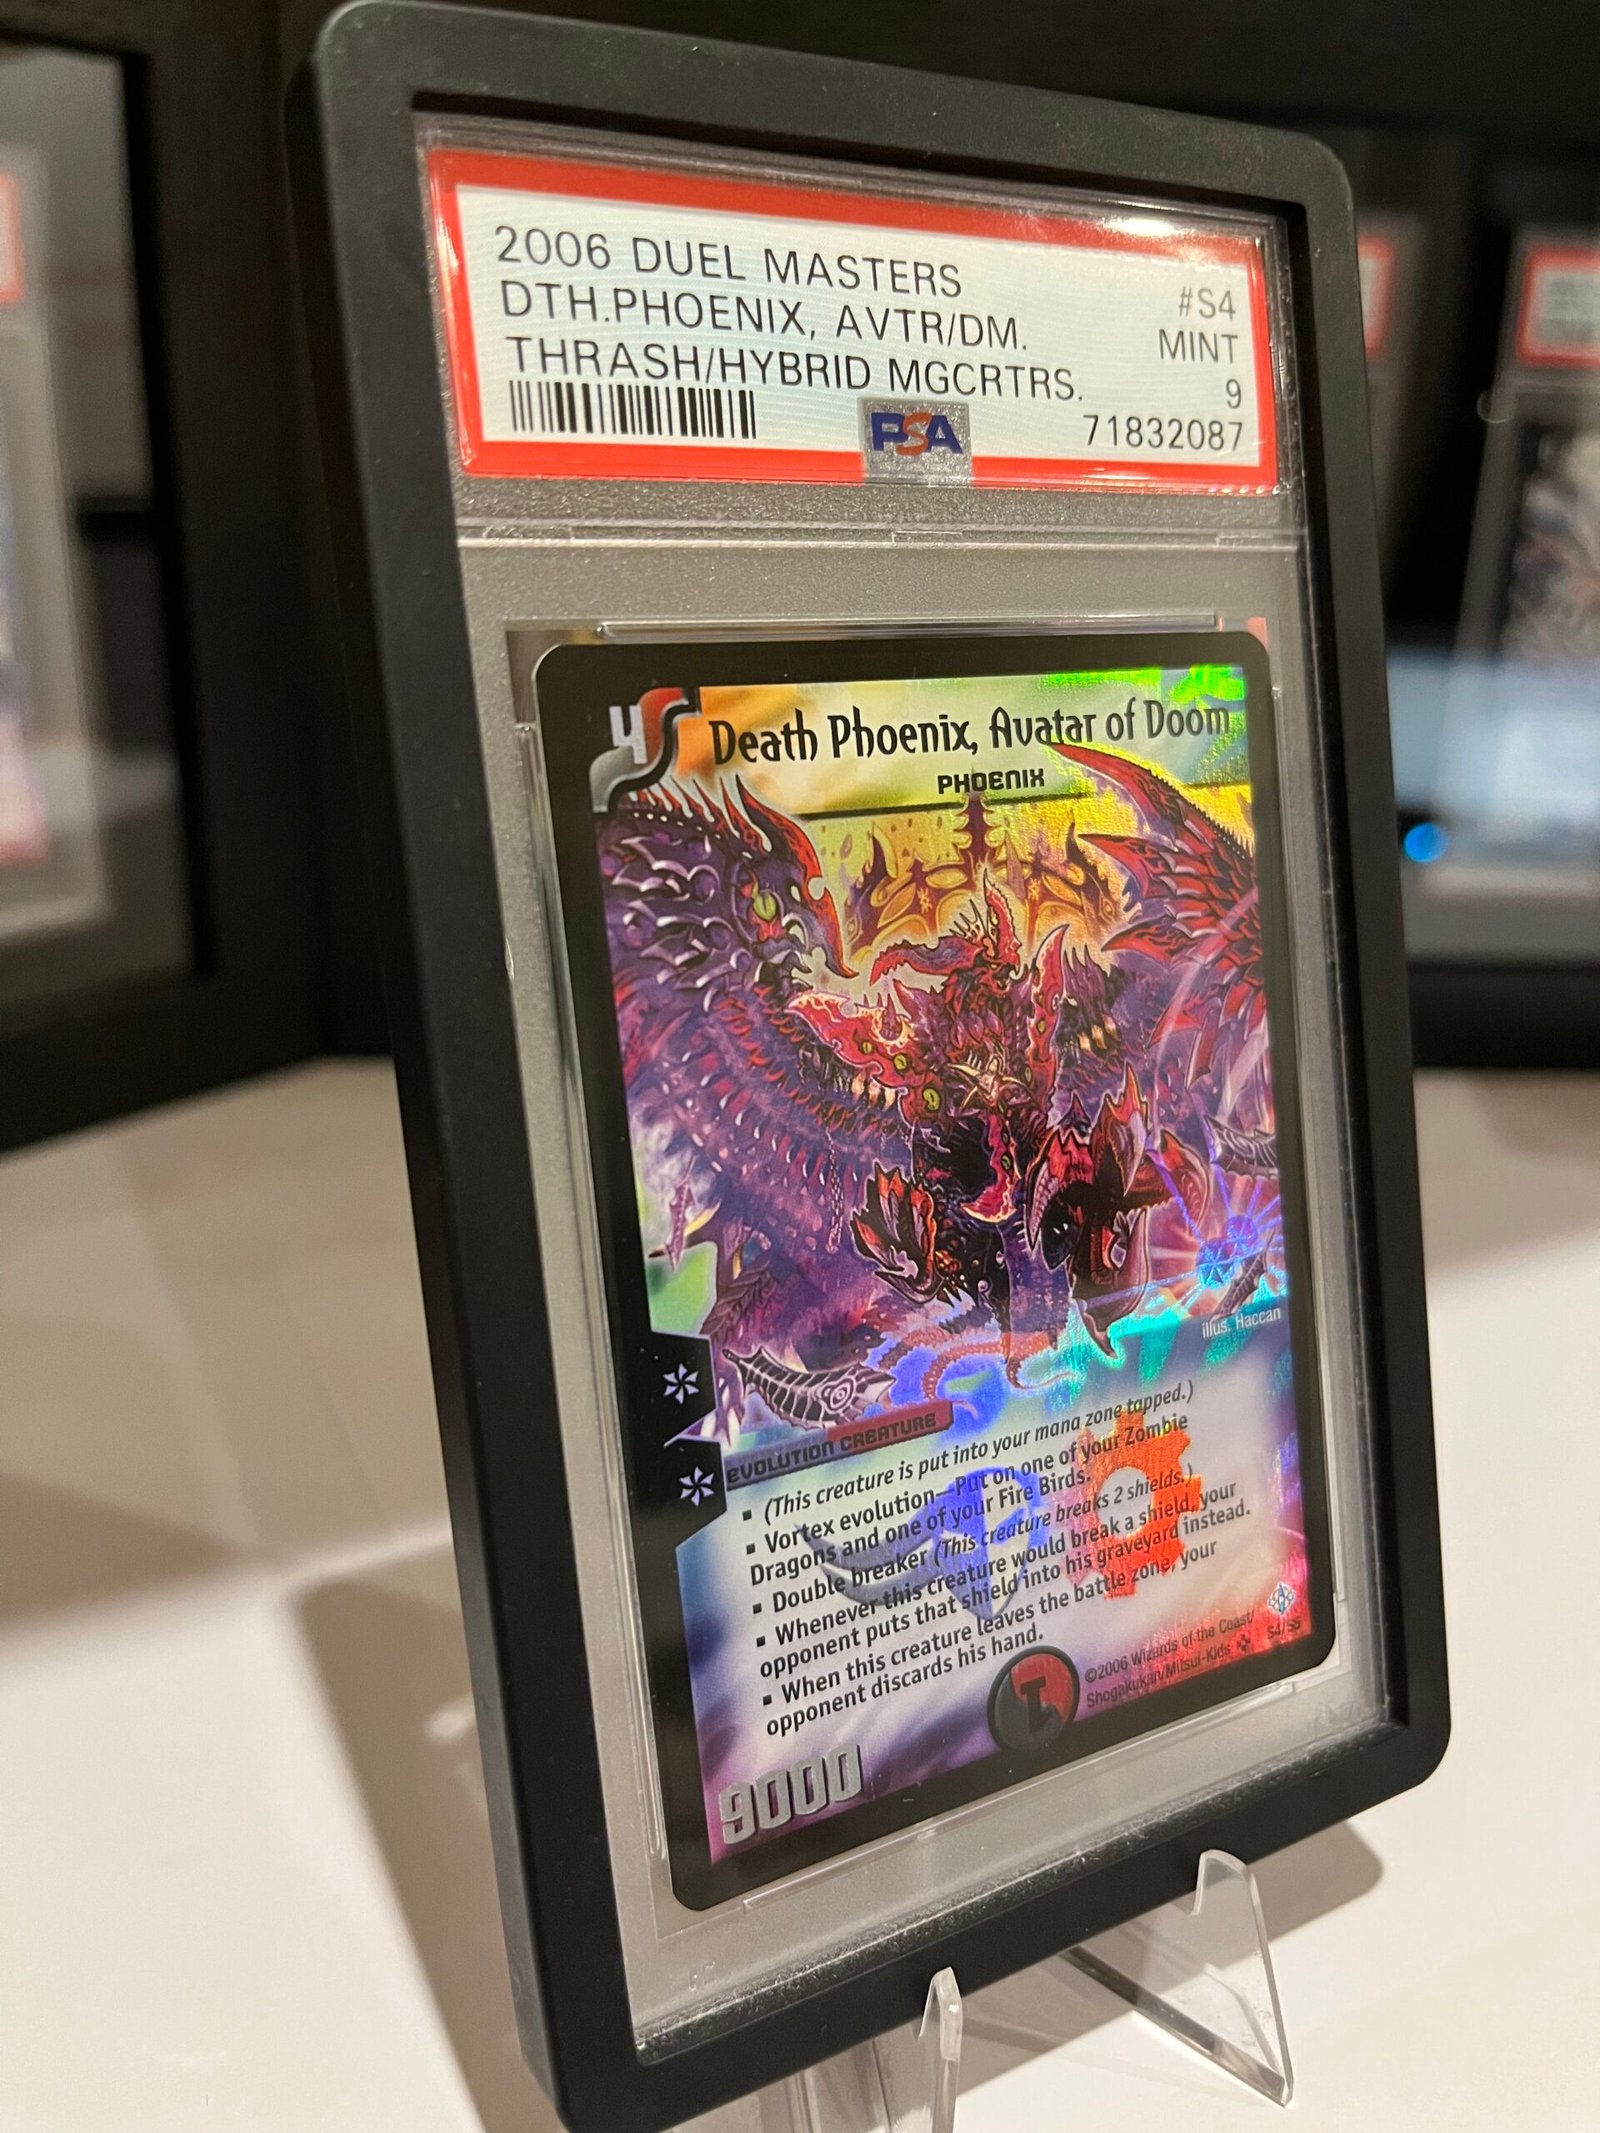 2006 DUEL MASTERS
DTH.PHOENIX, AVTR/DM. #S4
THRASH/HYBRID MGCRTRS. MINT
9
PSA 71832087
4 Death Phoenix, Avatar of Doom
PHOENIX
illus. Haccan
EVOLUTION CREATURE
▪ (This creature is put into your mana zone tapped.)
▪ Vortex evolution—Put on one of your Zombie
Dragons and one of your Fire Birds.
▪ Double breaker (This creature breaks 2 shields.)
▪ Whenever this creature would break a shield, your
opponent puts that shield into his graveyard instead.
▪ When this creature leaves the battle zone, your
opponent discards his hand.
1
©2006 Wizards of the Coast/
Shogakukan/Mitsui-Kids S4/S5
9000